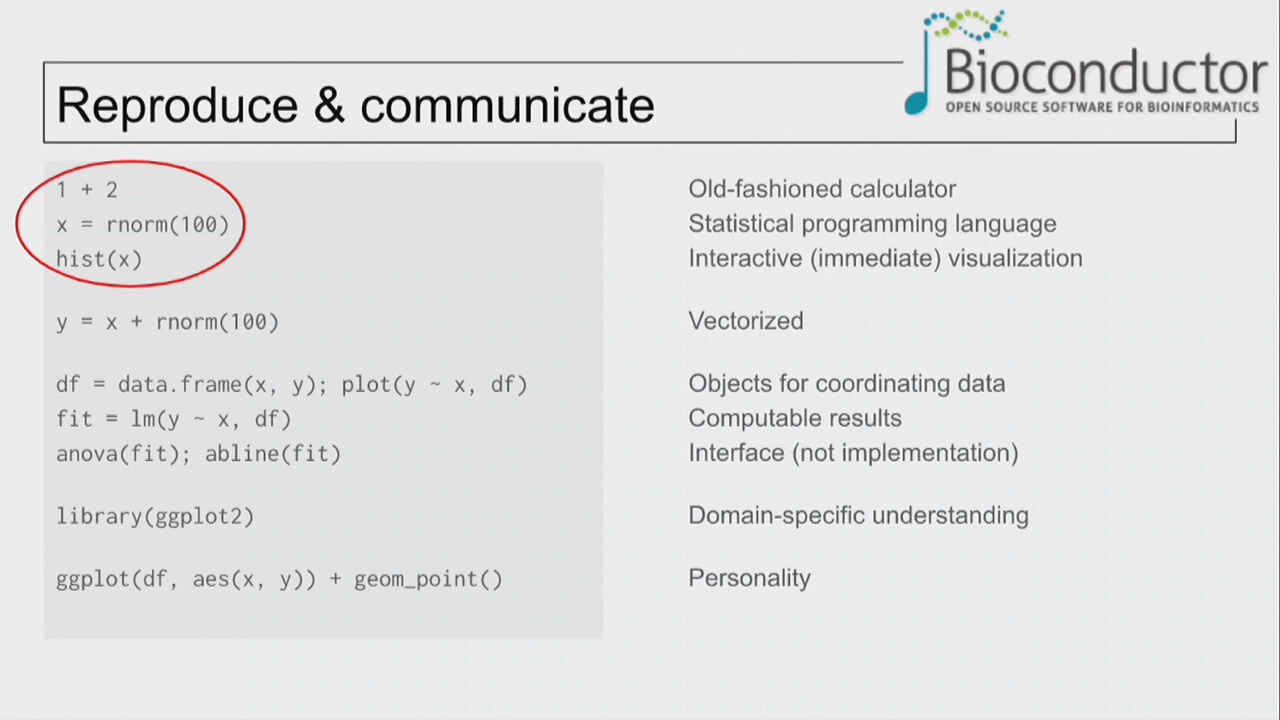 Bioconductor
OPEN SOURCE SOFTWARE FOR BIOINFORMATICS
Reproduce & communicate
1 + 2
Old-fashioned calculator
x = rnorm(100)
Statistical programming language
hist(x)
Interactive (immediate) visualization
y = x + rnorm(100)
Vectorized
df = data.frame(x, y); plot(y ~ x, df)
Objects for coordinating data
fit = lm(y ~ x, df)
Computable results
anova(fit); abline(fit)
Interface (not implementation)
library(ggplot2)
Domain-specific understanding
ggplot(df, aes(x, y)) + geom_point()
Personality